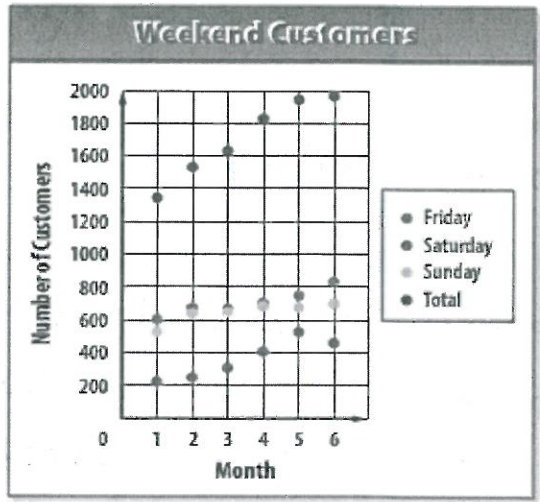 Weekend Customers
Number of Customers
2000
1800
1600
1400
1200
1000
800
600
400
200
0 1 2 3 4 5 6
Month
Friday
Saturday
Sunday
Total